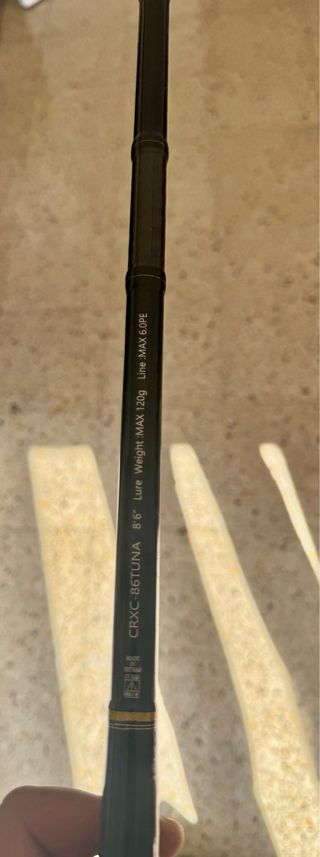 CRXC-86TUNA 8'6" Lure Weight :MAX 120g Line :MAX 6.0PE
MADE
IN
VIETNAM